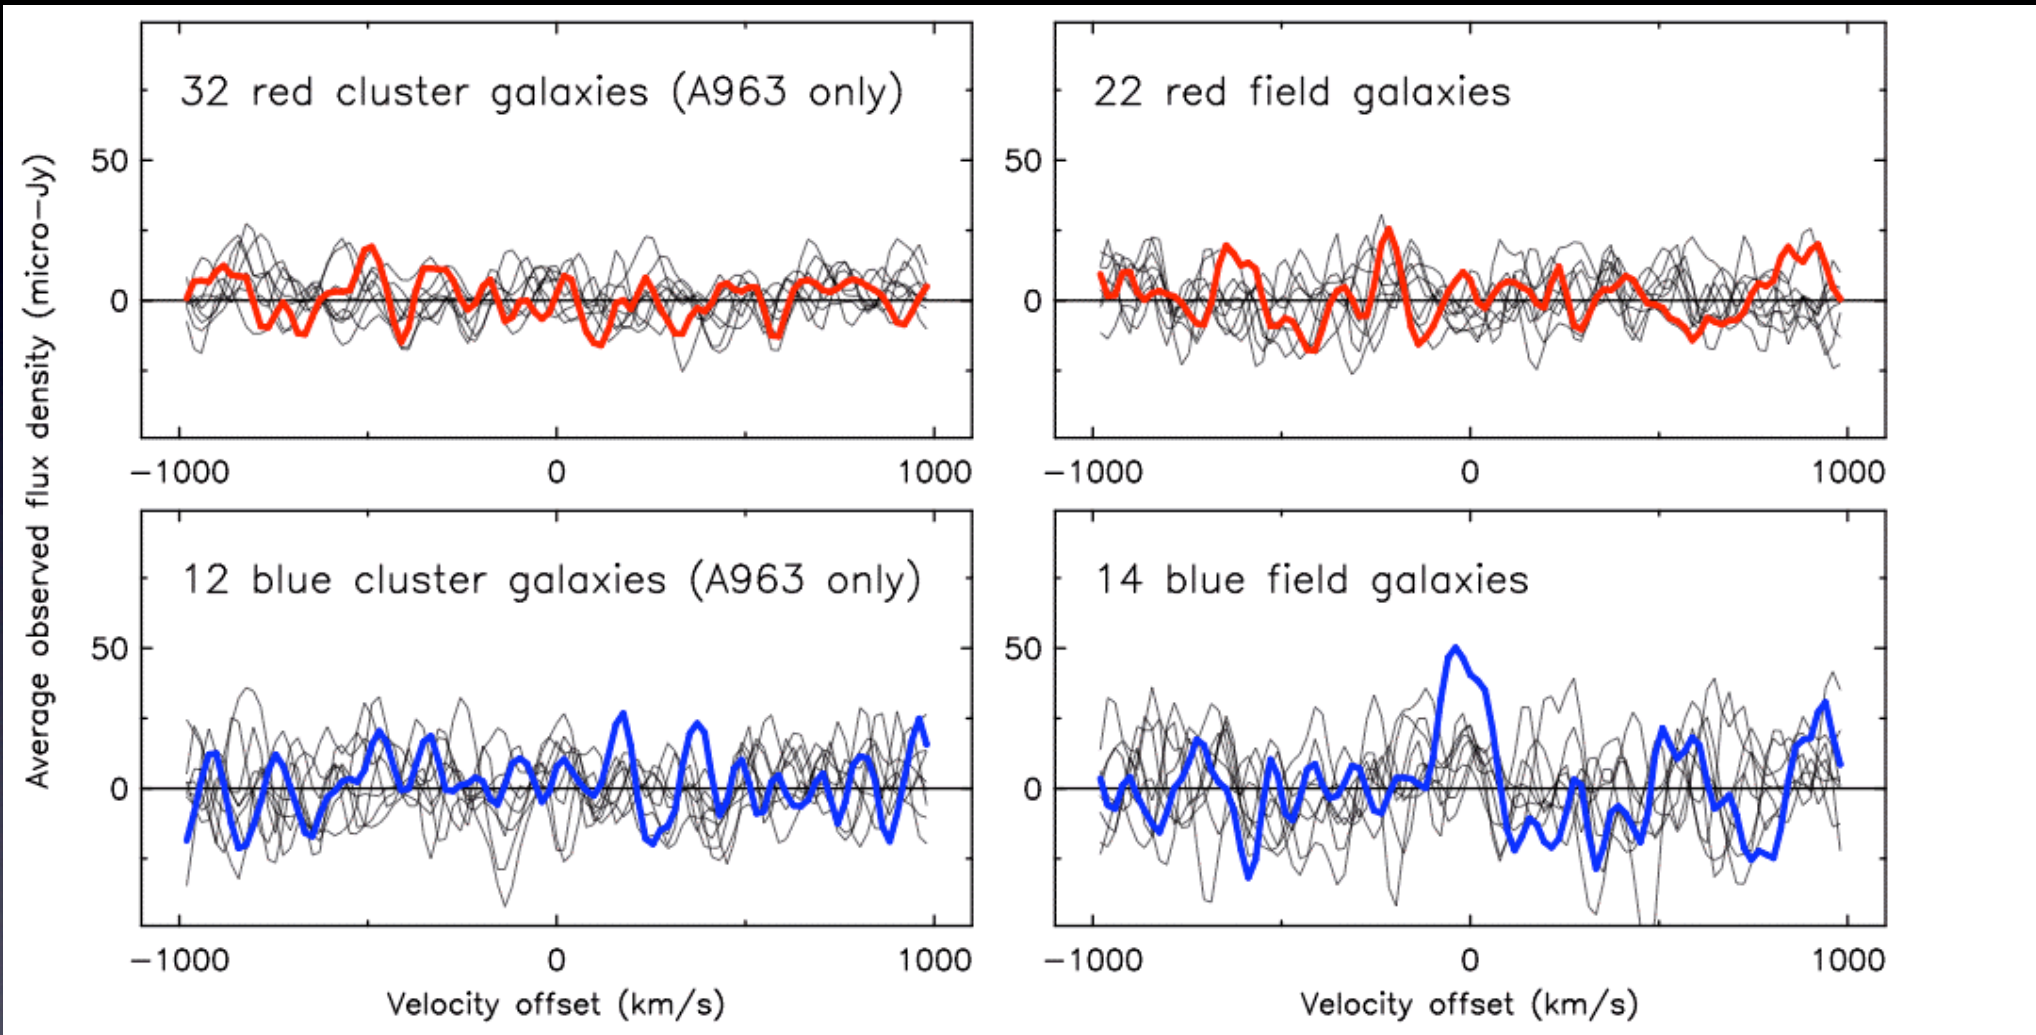 Average observed flux density (micro-Jy)
32 red cluster galaxies (A963 only)
50
0
-1000 0 1000
22 red field galaxies
50
0
-1000 0 1000
12 blue cluster galaxies (A963 only)
50
0
-1000 0 1000
Velocity offset (km/s)
14 blue field galaxies
50
0
-1000 0 1000
Velocity offset (km/s)